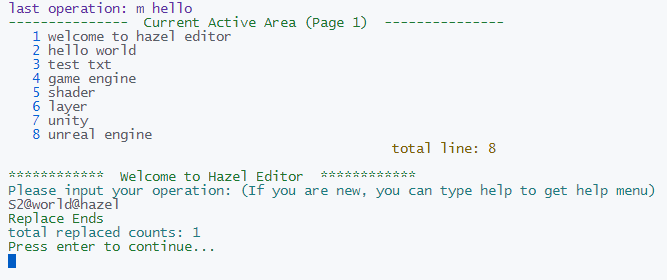 last operation: m hello
---------------  Current Active Area (Page 1)  ---------------
1 welcome to hazel editor
2 hello world
3 test txt
4 game engine
5 shader
6 layer
7 unity
8 unreal engine
total line: 8
************  Welcome to Hazel Editor  ************
Please input your operation: (If you are new, you can type help to get help menu)
S2@world@hazel
Replace Ends
total replaced counts: 1
Press enter to continue...